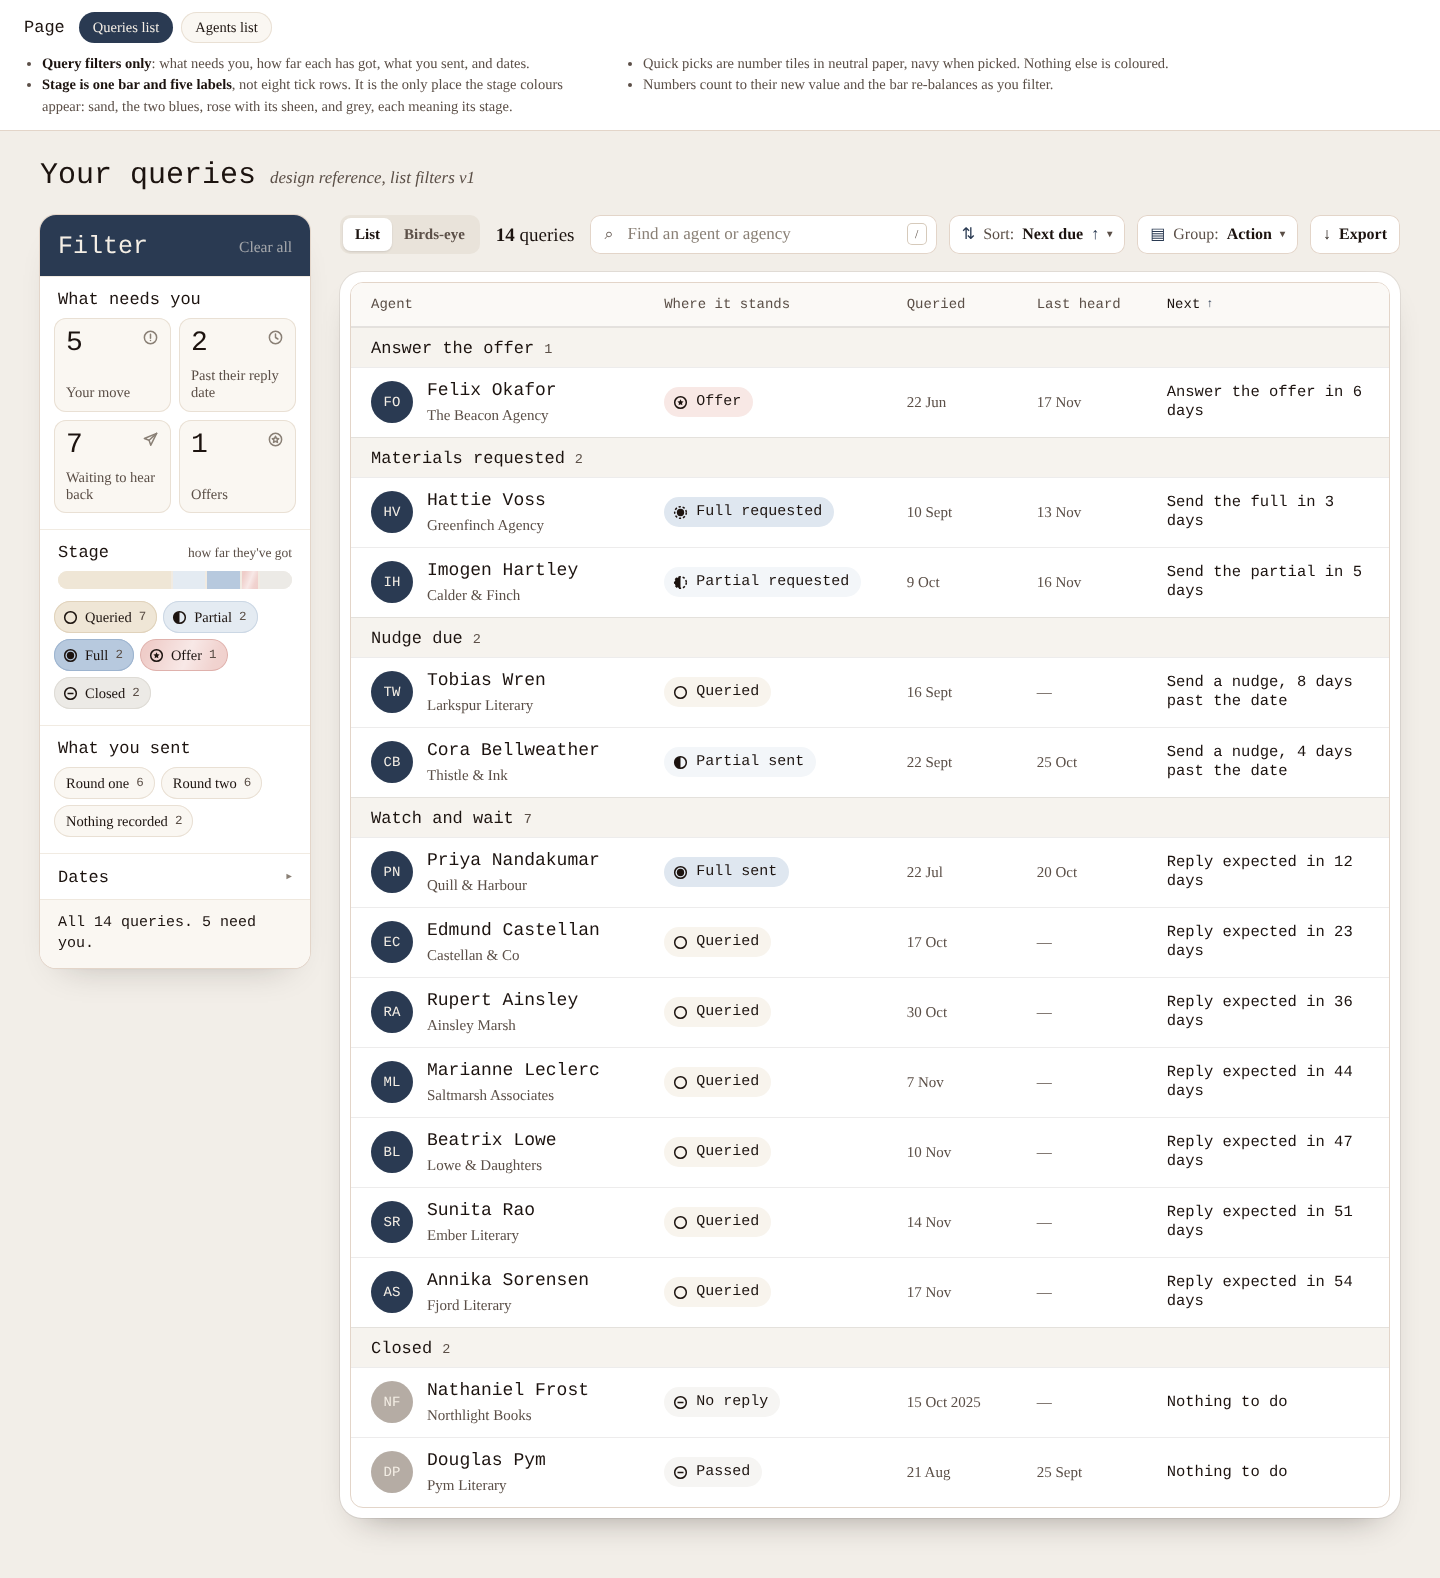 Page Queries list Agents list
• Query filters only: what needs you, how far each has got, what you sent, and dates.
• Stage is one bar and five labels, not eight tick rows. It is the only place the stage colours
appear: sand, the two blues, rose with its sheen, and grey, each meaning its stage.
• Quick picks are number tiles in neutral paper, navy when picked. Nothing else is coloured.
• Numbers count to their new value and the bar re-balances as you filter.
Your queries design reference, list filters v1
Filter Clear all
What needs you
5
Your move
2
Past their reply
date
7
Waiting to hear
back
1
Offers
Stage how far they've got
Queried 7 Partial 2
Full 2 Offer 1
Closed 2
What you sent
Round one 6 Round two 6
Nothing recorded 2
Dates ▸
All 14 queries. 5 need
you.
List Birds-eye 14 queries Find an agent or agency / Sort: Next due ↑ ▾ Group: Action ▾ ↓ Export
Agent Where it stands Queried Last heard Next ↑
Answer the offer 1
FO Felix Okafor
The Beacon Agency
Offer 22 Jun 17 Nov
Answer the offer in 6
days
Materials requested 2
HV Hattie Voss
Greenfinch Agency
Full requested 10 Sept 13 Nov
Send the full in 3
days
IH Imogen Hartley
Calder & Finch
Partial requested 9 Oct 16 Nov
Send the partial in 5
days
Nudge due 2
TW Tobias Wren
Larkspur Literary
Queried 16 Sept —
Send a nudge, 8 days
past the date
CB Cora Bellweather
Thistle & Ink
Partial sent 22 Sept 25 Oct
Send a nudge, 4 days
past the date
Watch and wait 7
PN Priya Nandakumar
Quill & Harbour
Full sent 22 Jul 20 Oct
Reply expected in 12
days
EC Edmund Castellan
Castellan & Co
Queried 17 Oct —
Reply expected in 23
days
RA Rupert Ainsley
Ainsley Marsh
Queried 30 Oct —
Reply expected in 36
days
ML Marianne Leclerc
Saltmarsh Associates
Queried 7 Nov —
Reply expected in 44
days
BL Beatrix Lowe
Lowe & Daughters
Queried 10 Nov —
Reply expected in 47
days
SR Sunita Rao
Ember Literary
Queried 14 Nov —
Reply expected in 51
days
AS Annika Sorensen
Fjord Literary
Queried 17 Nov —
Reply expected in 54
days
Closed 2
NF Nathaniel Frost
Northlight Books
No reply 15 Oct 2025 —
Nothing to do
DP Douglas Pym
Pym Literary
Passed 21 Aug 25 Sept
Nothing to do